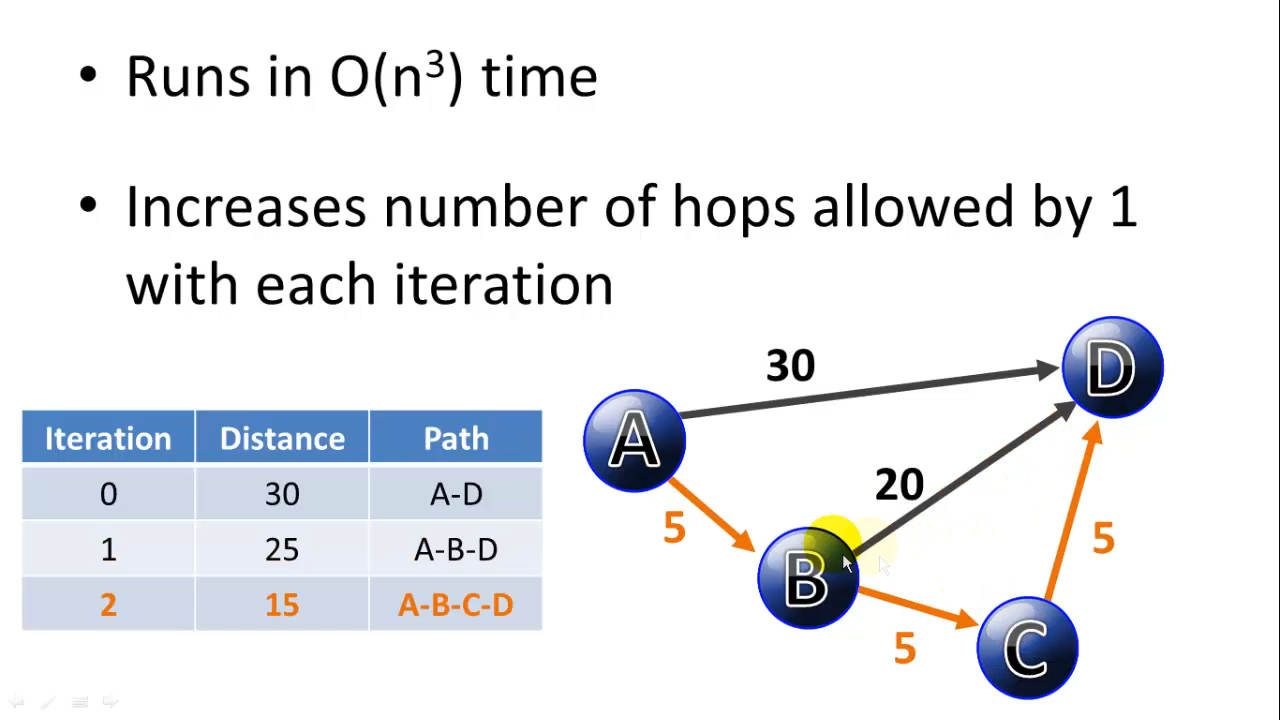 • Runs in O(n³) time
• Increases number of hops allowed by 1
with each iteration
Iteration Distance Path
0 30 A-D
1 25 A-B-D
2 15 A-B-C-D
30
D
A
20
5
5
B
5
C